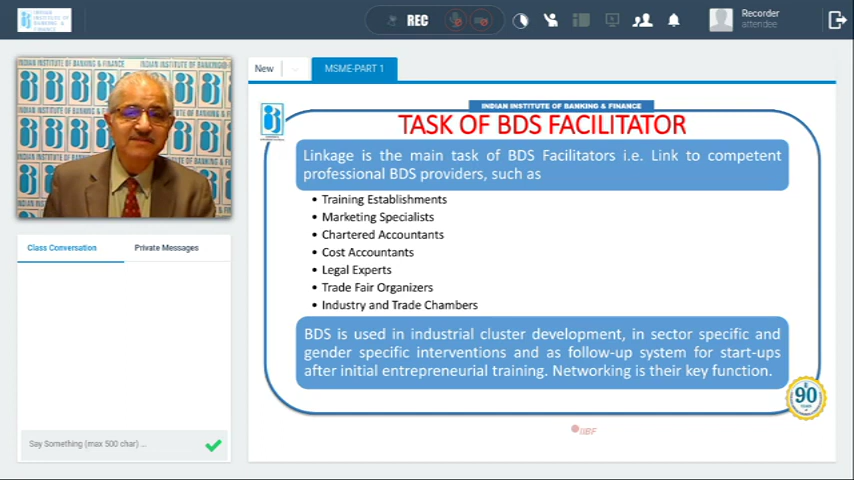 INDIAN
INSTITUTE OF
BANKING &
FINANCE
REC
Recorder
attendee
INDIAN INSTITUTE OF BANKING
Class Conversation
Private Messages
Say Something (max 500 char) ...
New
MSME-PART 1
INDIAN INSTITUTE OF BANKING & FINANCE
TASK OF BDS FACILITATOR
Linkage is the main task of BDS Facilitators i.e. Link to competent
professional BDS providers, such as
• Training Establishments
• Marketing Specialists
• Chartered Accountants
• Cost Accountants
• Legal Experts
• Trade Fair Organizers
• Industry and Trade Chambers
BDS is used in industrial cluster development, in sector specific and
gender specific interventions and as follow-up system for start-ups
after initial entrepreneurial training. Networking is their key function.
90
YEARS
IIBF